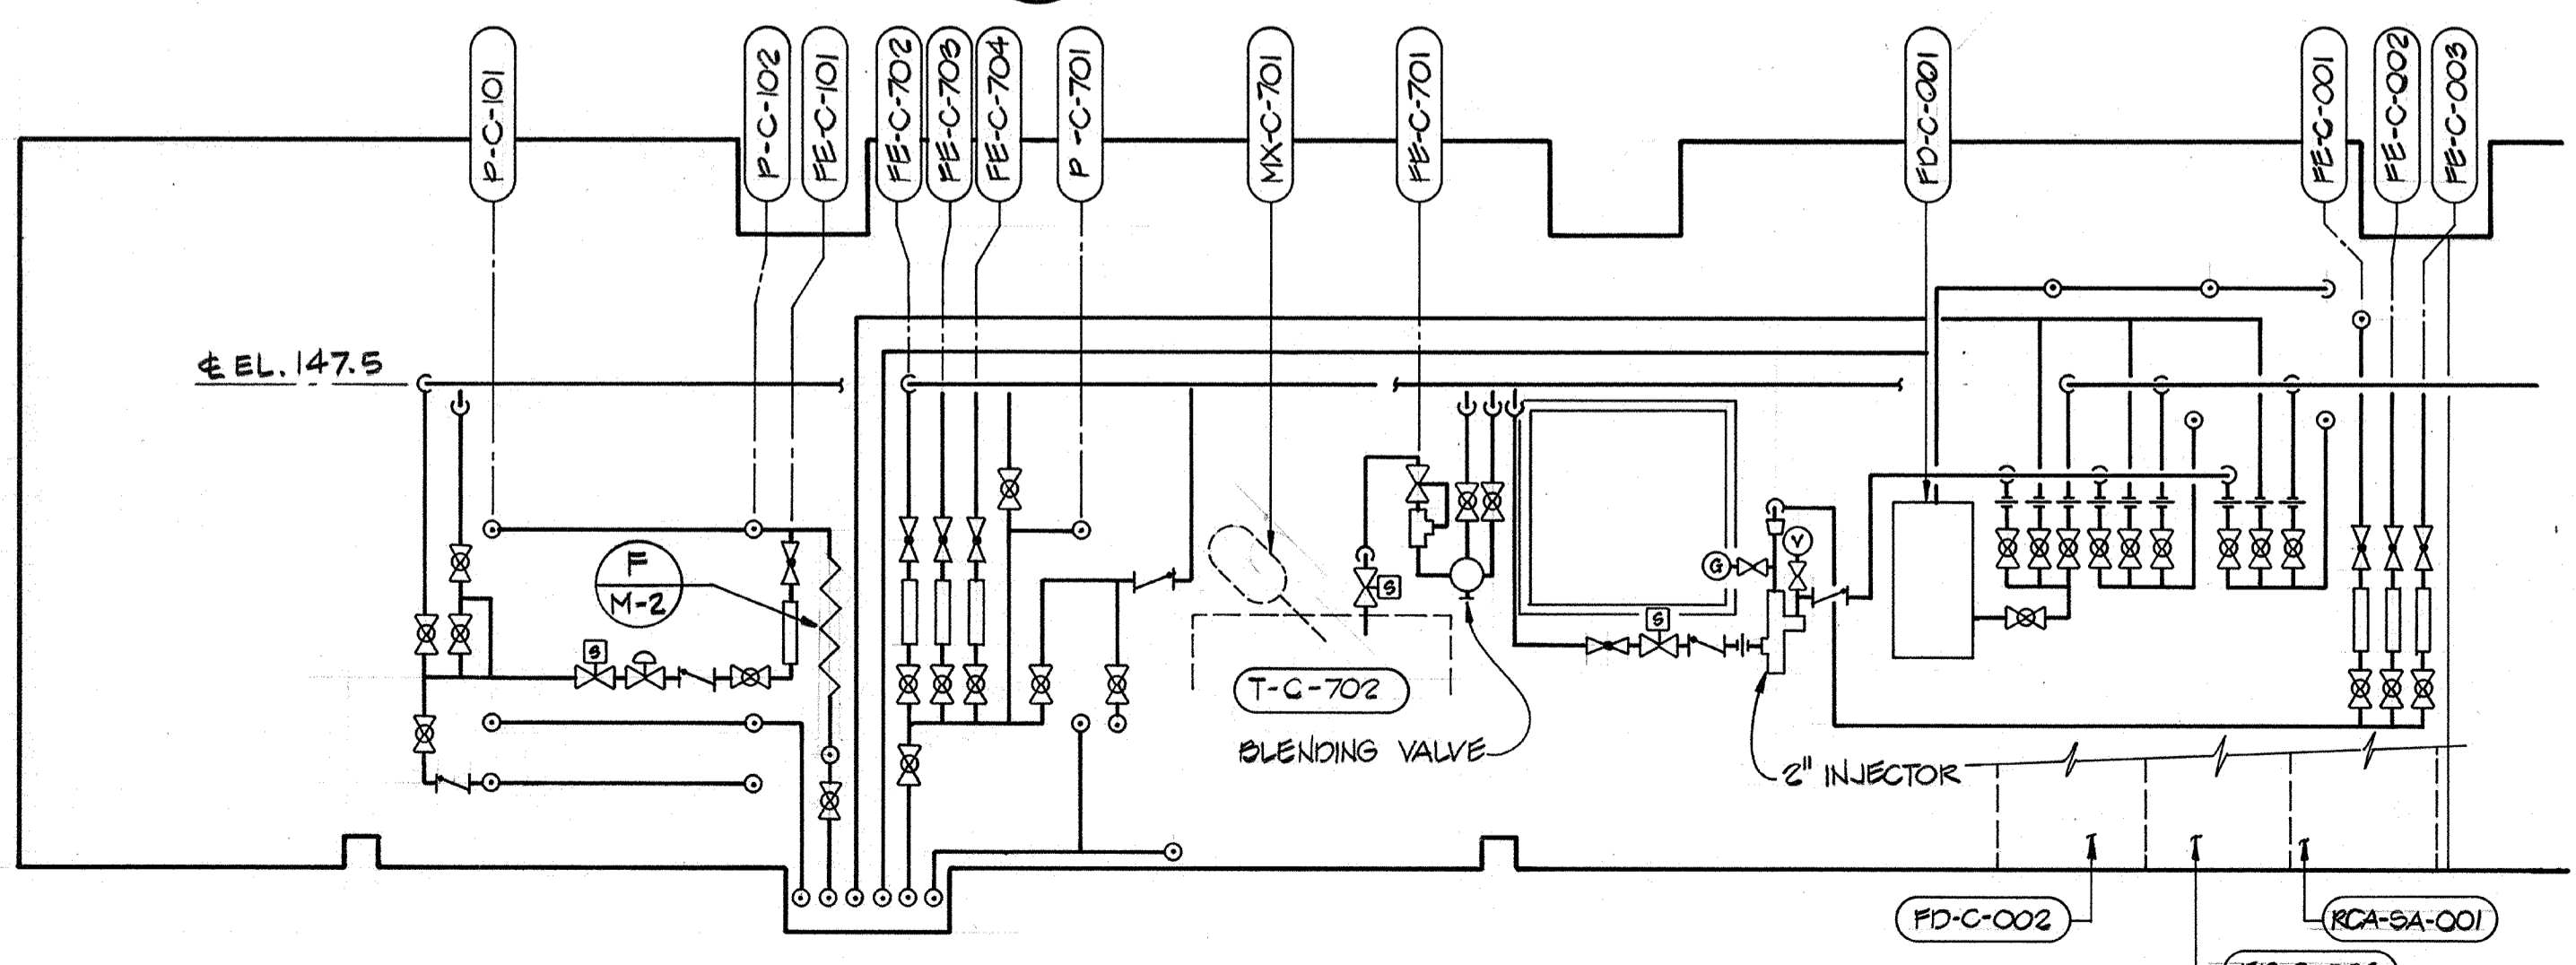 P-C-101
P-C-102
FE-C-101
FE-C-702
FE-C-703
FE-C-704
P-C-701
MX-C-701
FE-C-701
FD-C-001
FE-C-001
FE-C-002
FE-C-003
℄ EL. 147.5
F
M-2
S
S
G
V
S
T-C-702
BLENDING VALVE
2" INJECTOR
FD-C-002
RCA-SA-001